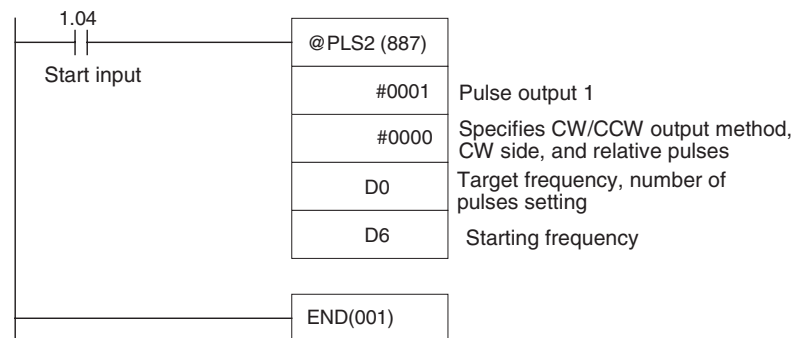 1.04
@PLS2 (887)
Start input
#0001 Pulse output 1
#0000 Specifies CW/CCW output method,
CW side, and relative pulses
D0 Target frequency, number of
pulses setting
D6 Starting frequency
END(001)